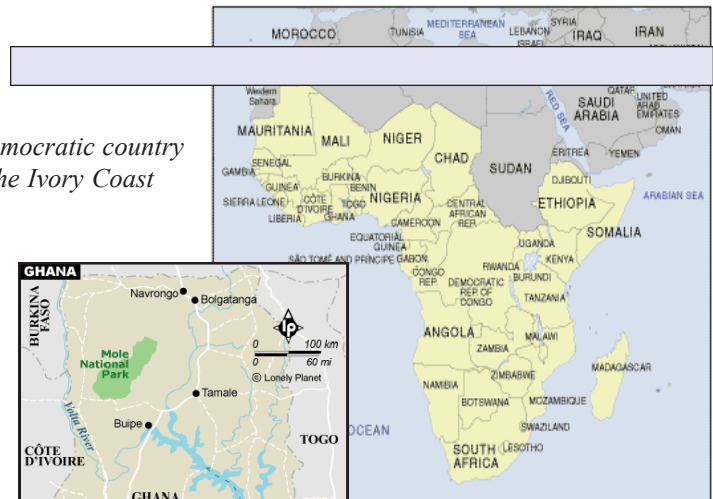 MOROCCO
TUNISIA
MEDITERRANEAN
SEA
LEBANON
SYRIA
IRAQ
IRAN
Western
Sahara
QATAR
UNITED
ARAB
EMIRATES
SAUDI
ARABIA
RED SEA
OMAN
mocratic country
he Ivory Coast
MAURITANIA
MALI
NIGER
CHAD
SUDAN
ERITREA
YEMEN
SENEGAL
GAMBIA
BURKINA
GUINEA
BENIN
NIGERIA
DJIBOUTI
ARABIAN SEA
SIERRA LEONE
CÔTE
D'IVOIRE
TOGO
CENTRAL
AFRICAN
REP.
ETHIOPIA
LIBERIA
GHANA
CAMEROON
SOMALIA
EQUATORIAL
GUINEA
UGANDA
SÃO TOMÉ AND PRÍNCIPE
GABON
KENYA
CONGO
REP.
RWANDA
BURUNDI
DEMOCRATIC
REP. OF
CONGO
TANZANIA
ANGOLA
ZAMBIA
MALAWI
MADAGASCAR
NAMIBIA
ZIMBABWE
BOTSWANA
MOZAMBIQUE
SWAZILAND
OCEAN
SOUTH
AFRICA
LESOTHO
GHANA
BURKINA
FASO
Navrongo
Bolgatanga
lp
0 100 km
0 60 mi
© Lonely Planet
Mole
National
Park
Tamale
Volta River
Buipe
CÔTE
D'IVOIRE
TOGO
GHANA